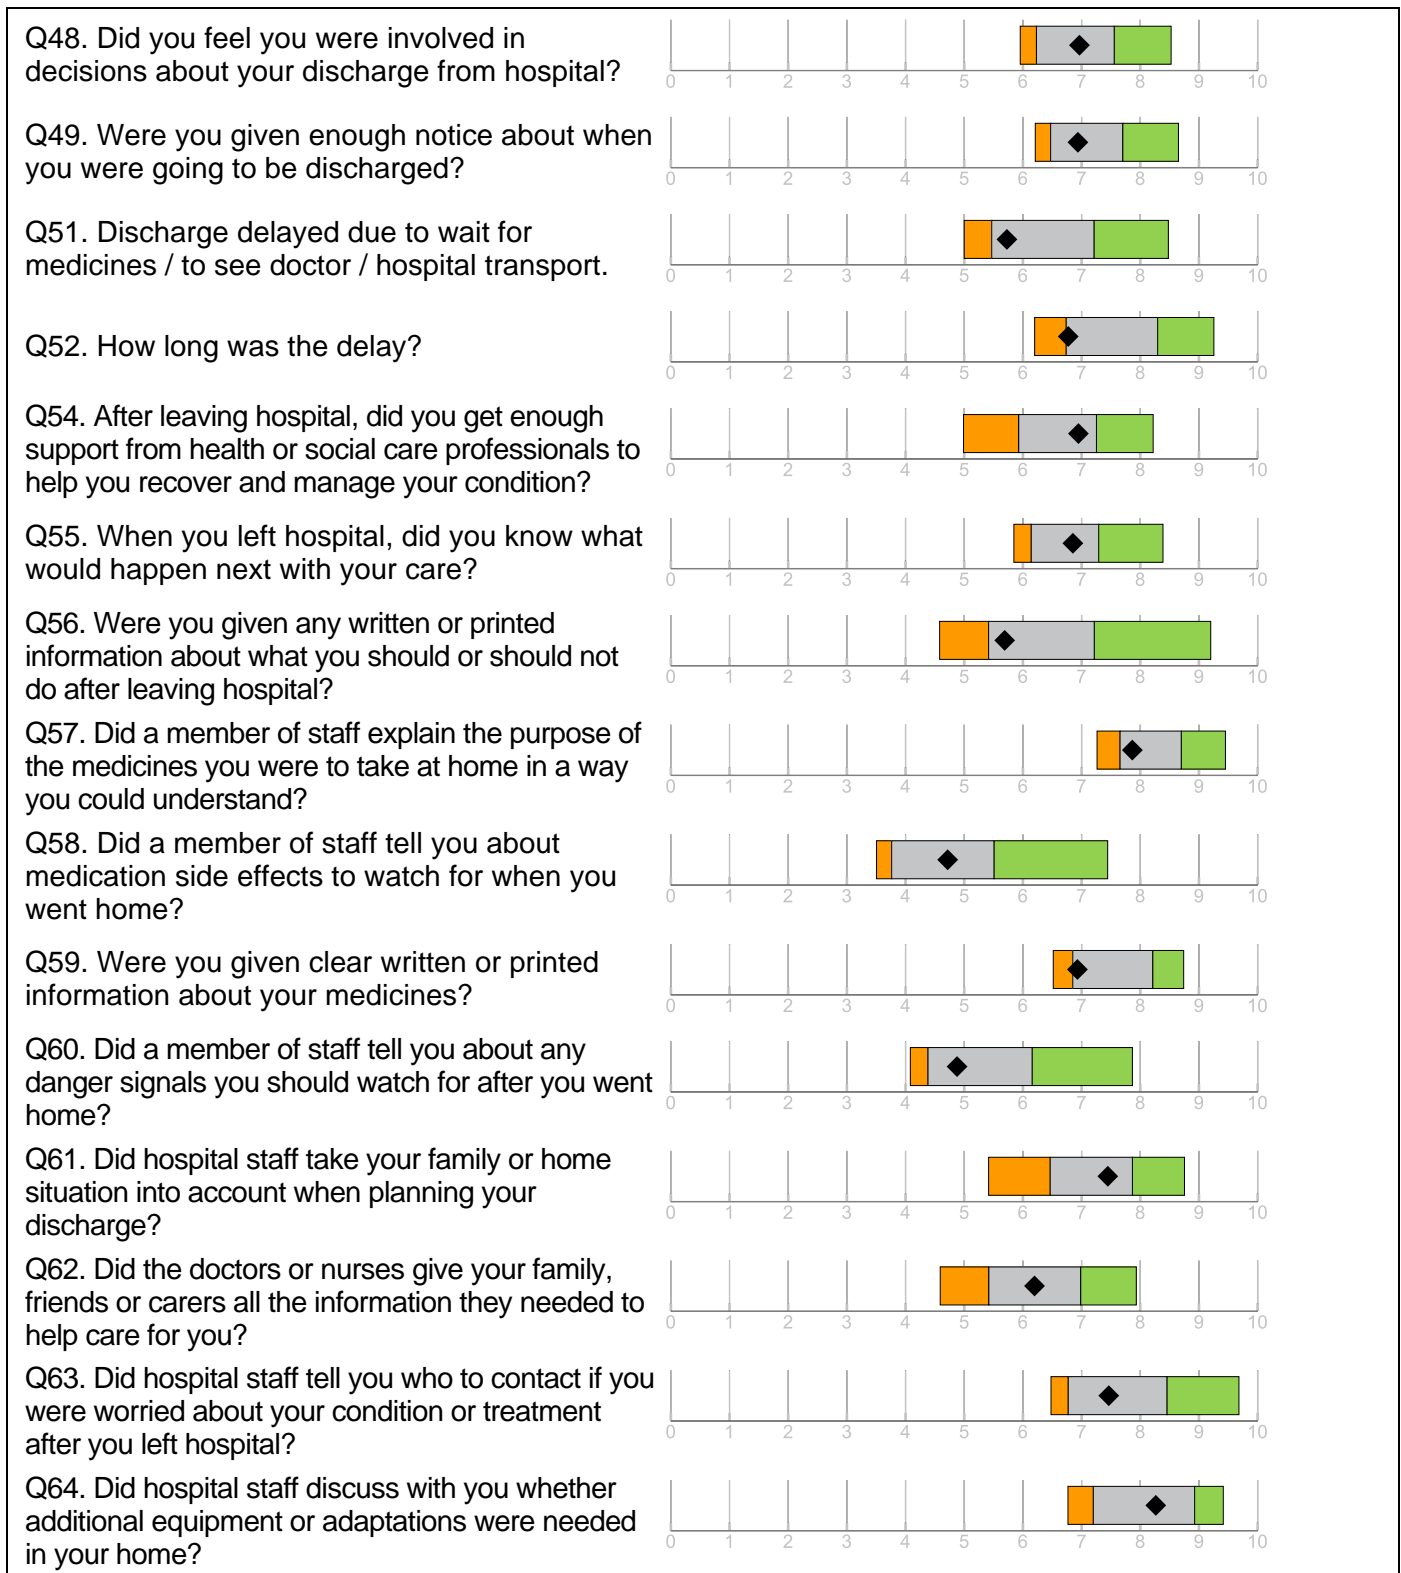 Q48. Did you feel you were involved in
decisions about your discharge from hospital?
0 1 2 3 4 5 6 7 8 9 10
Q49. Were you given enough notice about when
you were going to be discharged?
0 1 2 3 4 5 6 7 8 9 10
Q51. Discharge delayed due to wait for
medicines / to see doctor / hospital transport.
0 1 2 3 4 5 6 7 8 9 10
Q52. How long was the delay?
0 1 2 3 4 5 6 7 8 9 10
Q54. After leaving hospital, did you get enough
support from health or social care professionals to
help you recover and manage your condition?
0 1 2 3 4 5 6 7 8 9 10
Q55. When you left hospital, did you know what
would happen next with your care?
0 1 2 3 4 5 6 7 8 9 10
Q56. Were you given any written or printed
information about what you should or should not
do after leaving hospital?
0 1 2 3 4 5 6 7 8 9 10
Q57. Did a member of staff explain the purpose of
the medicines you were to take at home in a way
you could understand?
0 1 2 3 4 5 6 7 8 9 10
Q58. Did a member of staff tell you about
medication side effects to watch for when you
went home?
0 1 2 3 4 5 6 7 8 9 10
Q59. Were you given clear written or printed
information about your medicines?
0 1 2 3 4 5 6 7 8 9 10
Q60. Did a member of staff tell you about any
danger signals you should watch for after you went
home?
0 1 2 3 4 5 6 7 8 9 10
Q61. Did hospital staff take your family or home
situation into account when planning your
discharge?
0 1 2 3 4 5 6 7 8 9 10
Q62. Did the doctors or nurses give your family,
friends or carers all the information they needed to
help care for you?
0 1 2 3 4 5 6 7 8 9 10
Q63. Did hospital staff tell you who to contact if you
were worried about your condition or treatment
after you left hospital?
0 1 2 3 4 5 6 7 8 9 10
Q64. Did hospital staff discuss with you whether
additional equipment or adaptations were needed
in your home?
0 1 2 3 4 5 6 7 8 9 10